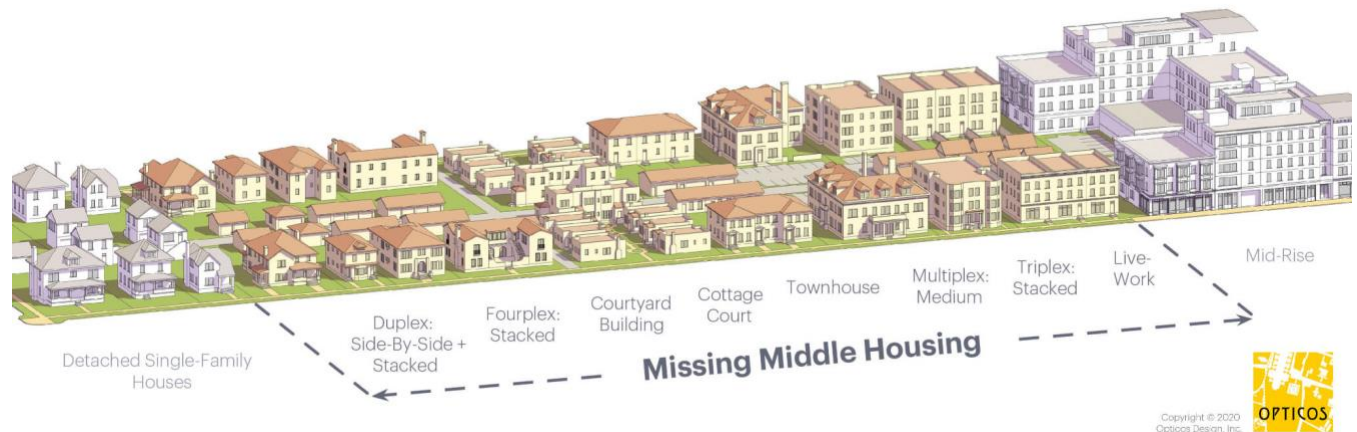 Detached Single-Family
Houses
Duplex:
Side-By-Side +
Stacked
Fourplex:
Stacked
Courtyard
Building
Cottage
Court
Townhouse
Multiplex:
Medium
Triplex:
Stacked
Live-
Work
Mid-Rise
Missing Middle Housing
Copyright © 2020
Opticos Design, Inc.
OPTICOS